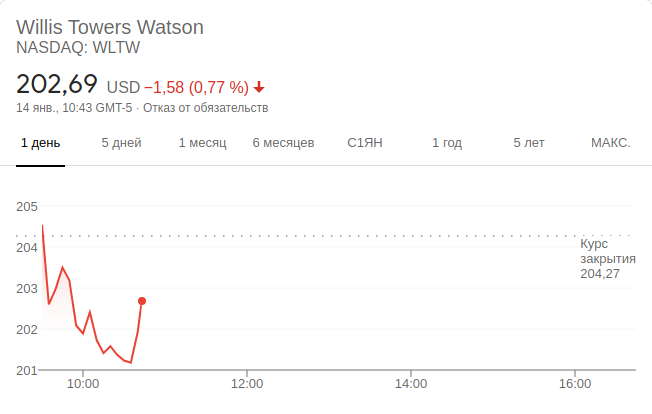 Willis Towers Watson
NASDAQ: WLTW
202,69 USD −1,58 (0,77 %)
14 янв., 10:43 GMT-5 · Отказ от обязательств
1 день 5 дней 1 месяц 6 месяцев С1ЯН 1 год 5 лет МАКС.
205
204
203
202
201
Курс
закрытия
204,27
10:00 12:00 14:00 16:00